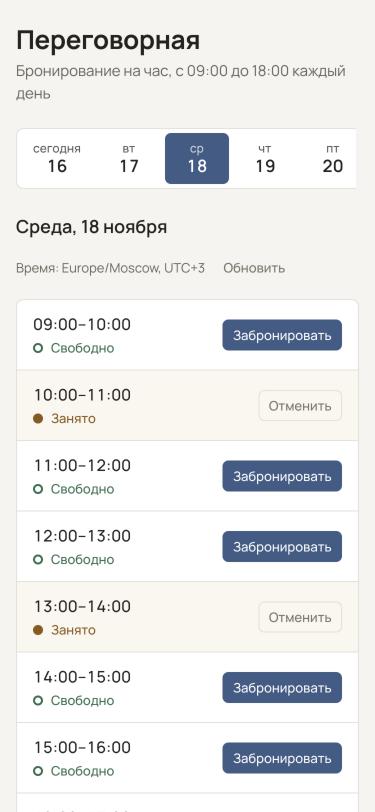 Переговорная
Бронирование на час, с 09:00 до 18:00 каждый
день
сегодня вт ср чт пт
16 17 18 19 20
Среда, 18 ноября
Время: Europe/Moscow, UTC+3 Обновить
09:00–10:00
Свободно
Забронировать
10:00–11:00
Занято
Отменить
11:00–12:00
Свободно
Забронировать
12:00–13:00
Свободно
Забронировать
13:00–14:00
Занято
Отменить
14:00–15:00
Свободно
Забронировать
15:00–16:00
Свободно
Забронировать